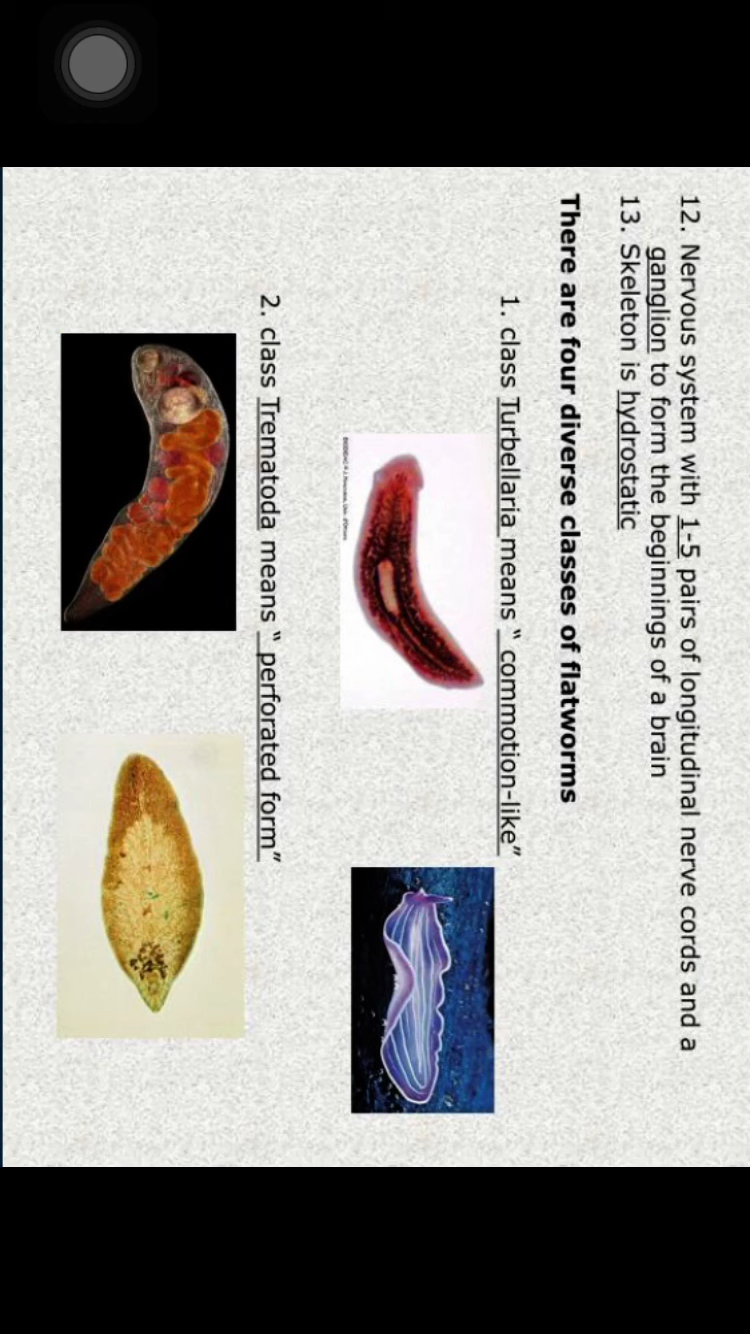 12. Nervous system with 1-5 pairs of longitudinal nerve cords and a
ganglion to form the beginnings of a brain
13. Skeleton is hydrostatic
There are four diverse classes of flatworms
1. class Turbellaria means “ commotion-like”
2. class Trematoda means “ perforated form”